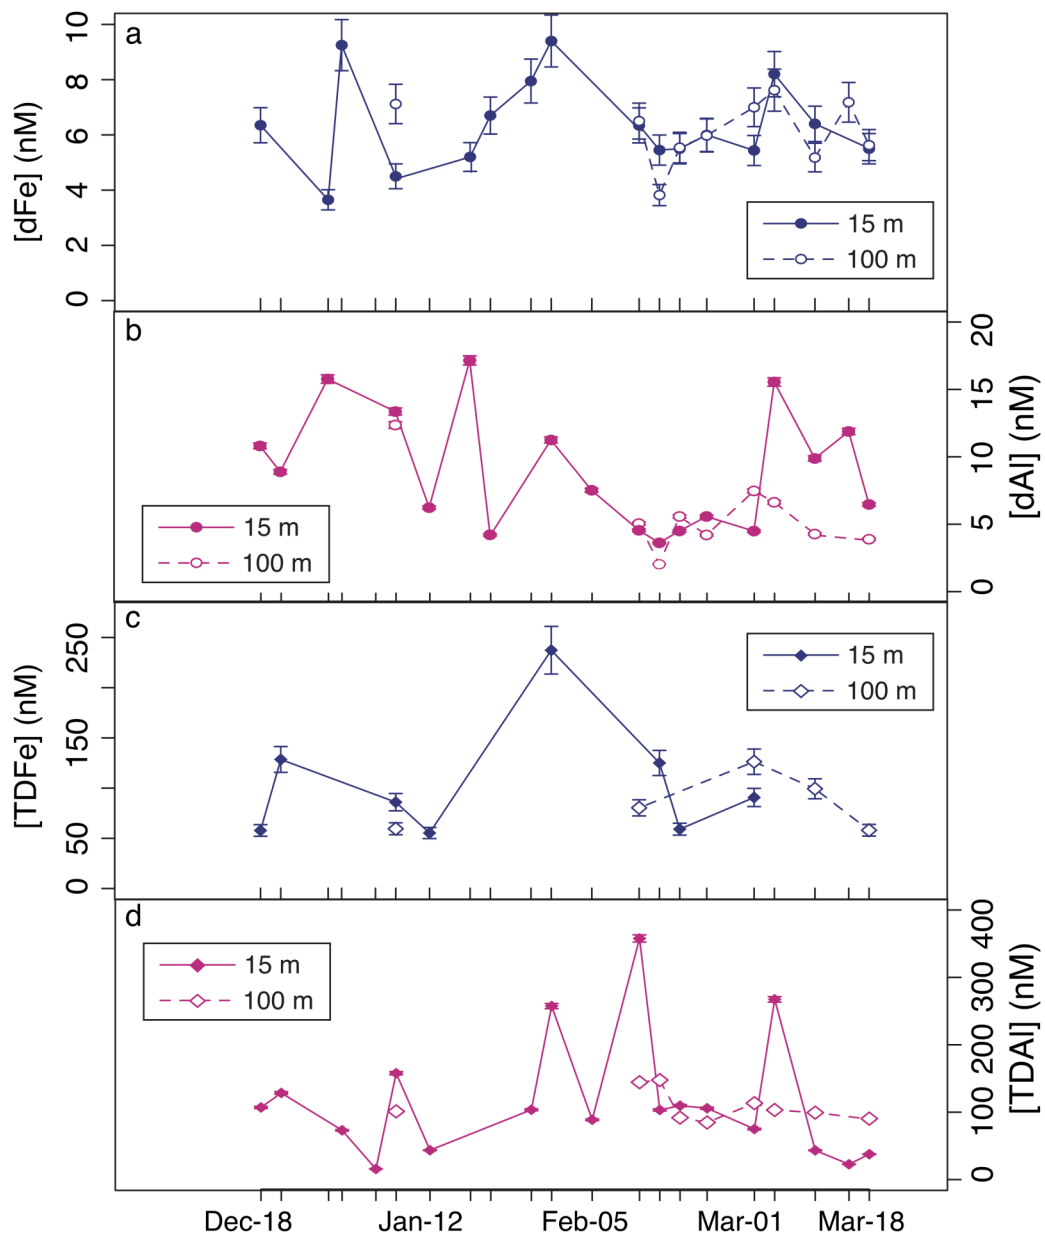 a
[dFe] (nM)
10
8
6
4
2
0
15 m
100 m
b
[dAl] (nM)
20
15
10
5
0
15 m
100 m
c
[TDFe] (nM)
250
150
50
0
15 m
100 m
d
[TDAl] (nM)
400
300
200
100
0
15 m
100 m
Dec-18 Jan-12 Feb-05 Mar-01 Mar-18